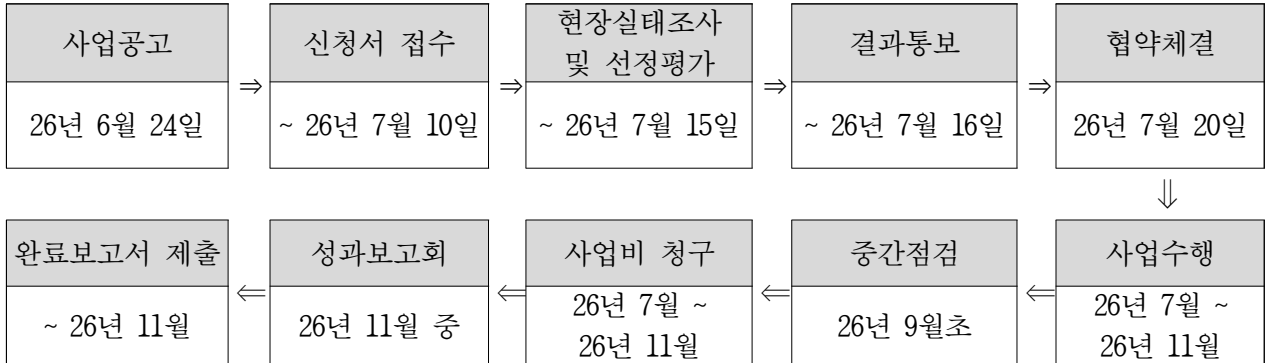 사업공고
26년 6월 24일
⇒
신청서 접수
~ 26년 7월 10일
⇒
현장실태조사
및 선정평가
~ 26년 7월 15일
⇒
결과통보
~ 26년 7월 16일
⇒
협약체결
26년 7월 20일
⇓
완료보고서 제출
~ 26년 11월
⇐
성과보고회
26년 11월 중
⇐
사업비 청구
26년 7월 ~
26년 11월
⇐
중간점검
26년 9월초
⇐
사업수행
26년 7월 ~
26년 11월